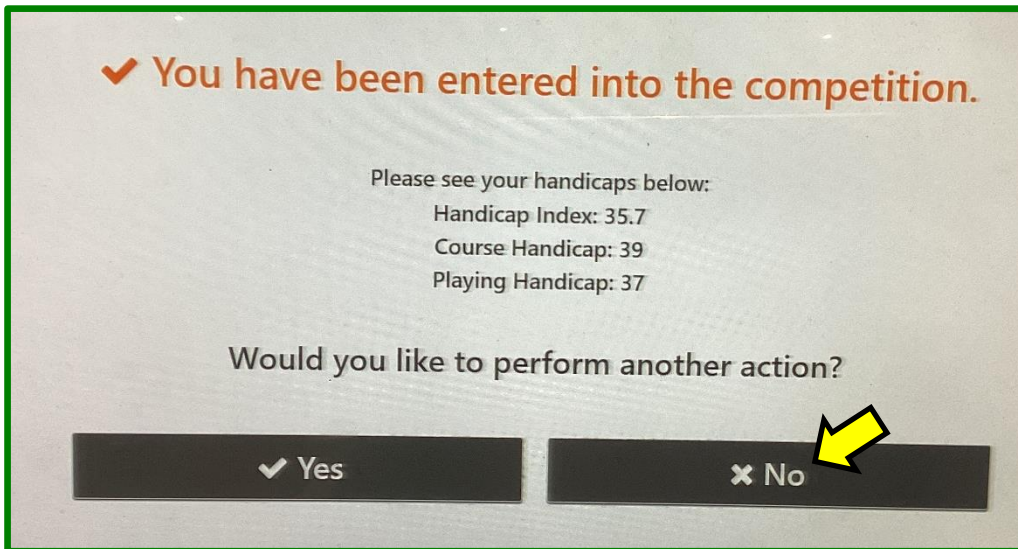 ✔ You have been entered into the competition.
Please see your handicaps below:
Handicap Index: 35.7
Course Handicap: 39
Playing Handicap: 37
Would you like to perform another action?
✔ Yes
✖ No